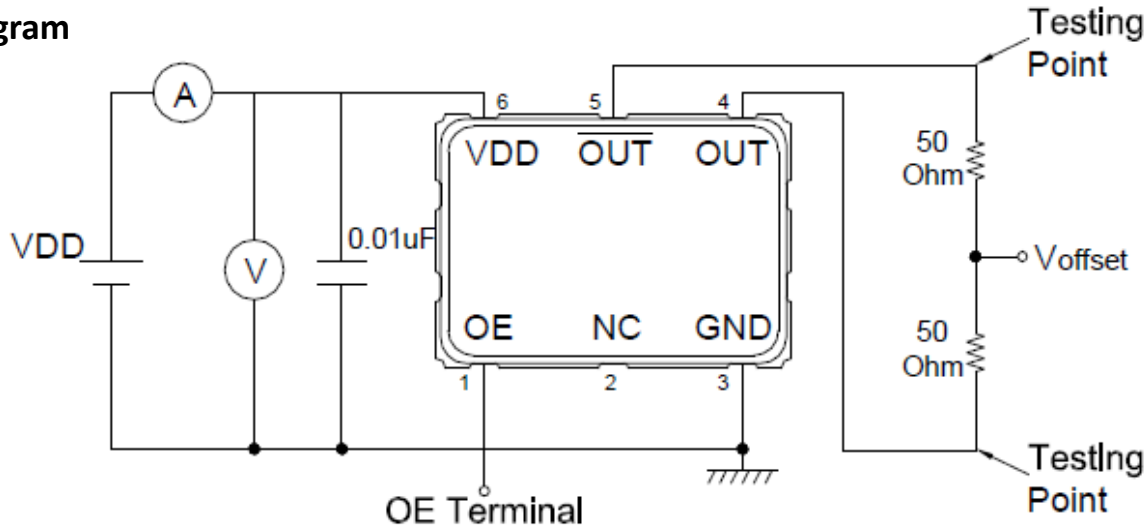 gram
Testing
Point
A
6 5 4
VDD OUT OUT
50
Ohm
VDD
0.01uF
V
Voffset
OE NC GND
50
Ohm
1 2 3
Testing
Point
OE Terminal